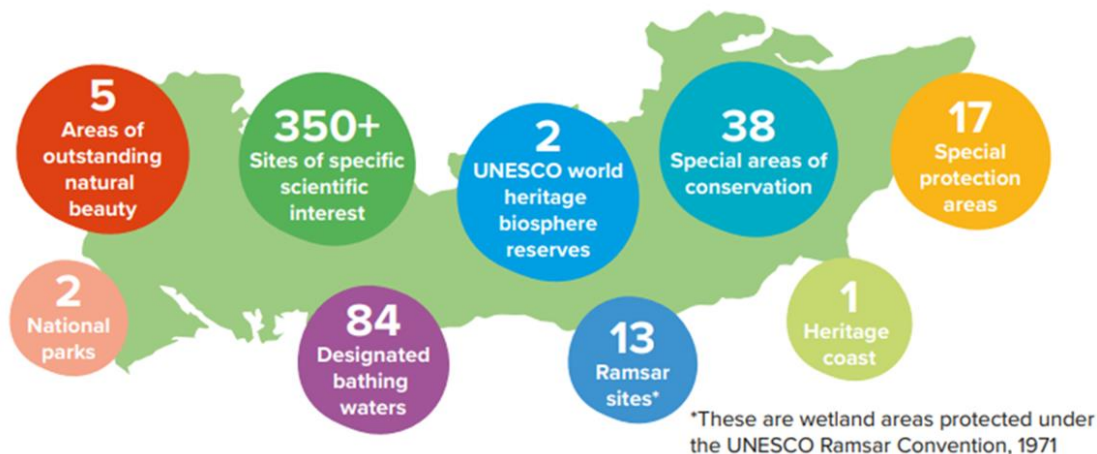 5
Areas of
outstanding
natural
beauty
350+
Sites of specific
scientific
interest
2
UNESCO world
heritage
biosphere
reserves
38
Special areas of
conservation
17
Special
protection
areas
2
National
parks
84
Designated
bathing
waters
13
Ramsar
sites*
1
Heritage
coast
*These are wetland areas protected under
the UNESCO Ramsar Convention, 1971